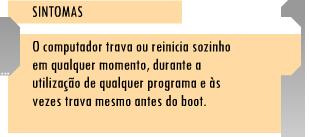 SINTOMAS
O computador trava ou reinicia sozinho
em qualquer momento, durante a
utilização de qualquer programa e às
vezes trava mesmo antes do boot.